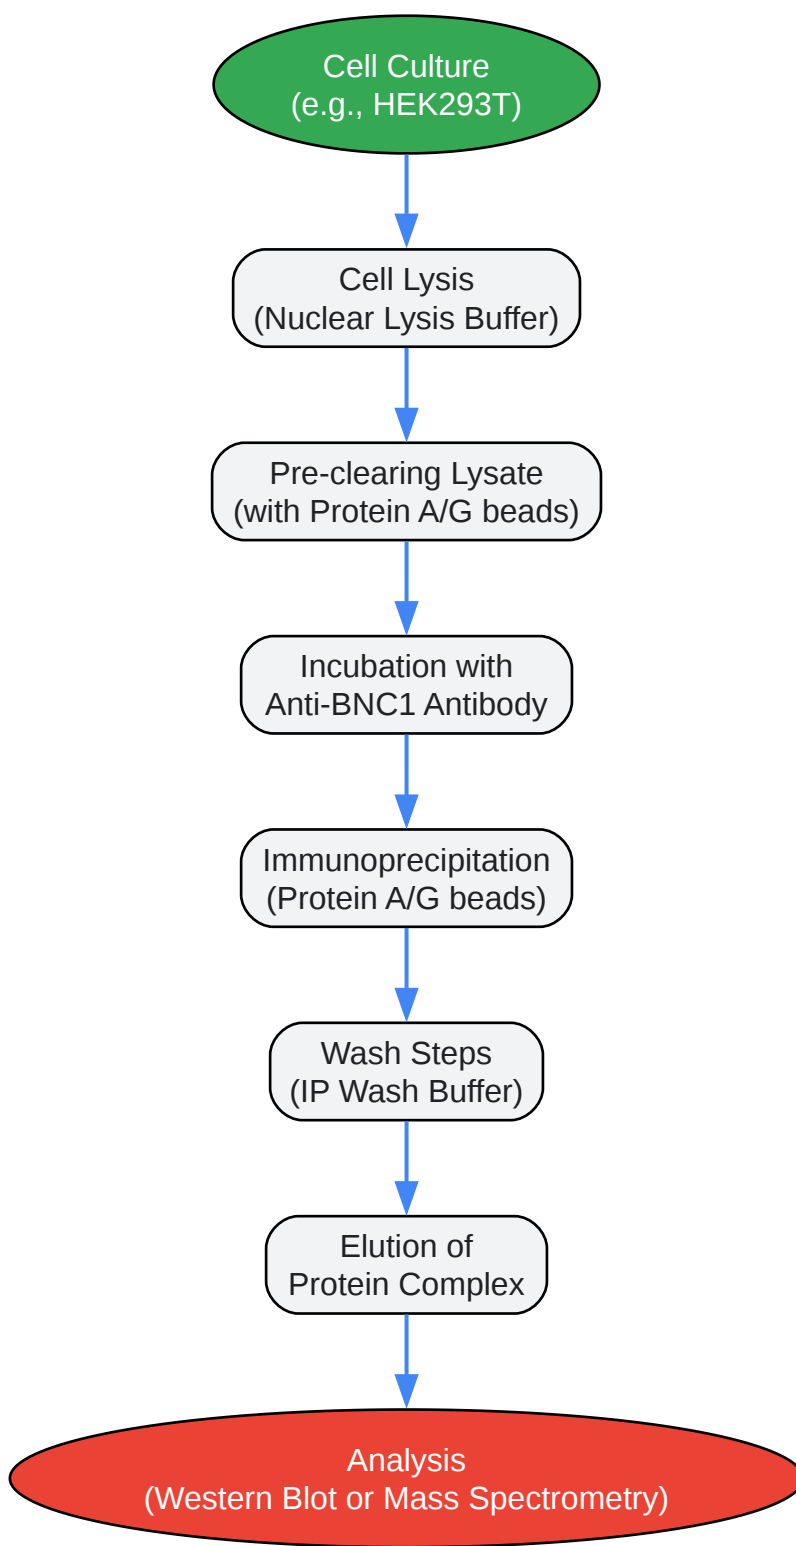 Cell Culture
(e.g., HEK293T)
Cell Lysis
(Nuclear Lysis Buffer)
Pre-clearing Lysate
(with Protein A/G beads)
Incubation with
Anti-BNC1 Antibody
Immunoprecipitation
(Protein A/G beads)
Wash Steps
(IP Wash Buffer)
Elution of
Protein Complex
Analysis
(Western Blot or Mass Spectrometry)